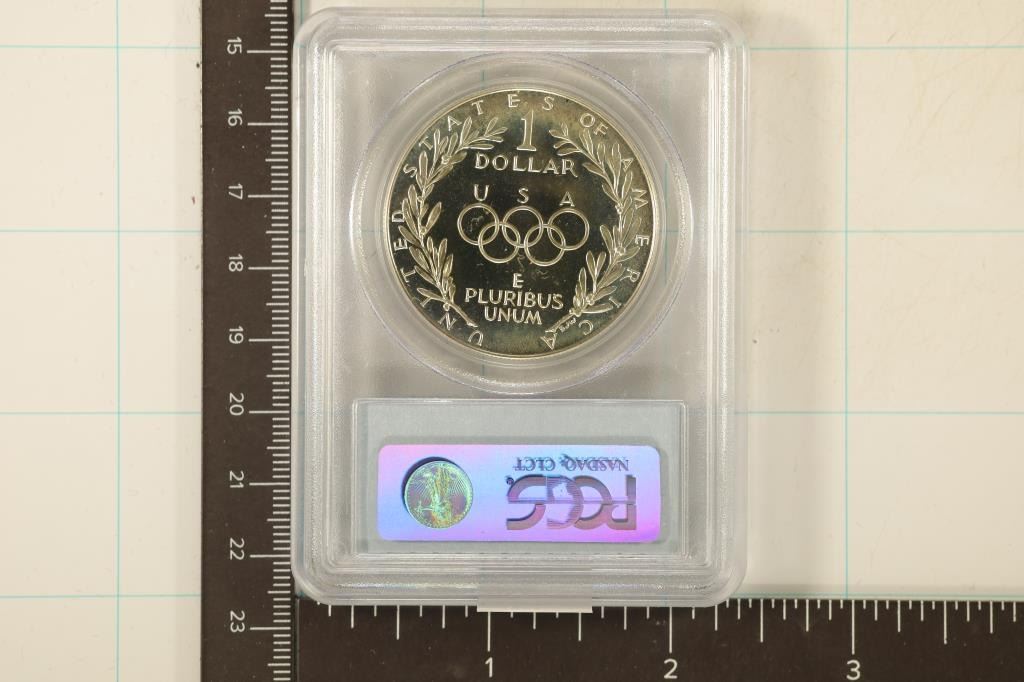 UNITED STATES OF AMERICA
1
DOLLAR
USA
E
PLURIBUS
UNUM
NASDAQ, CLCT
PCGS®
15
16
17
18
19
20
21
22
23
1 2 3